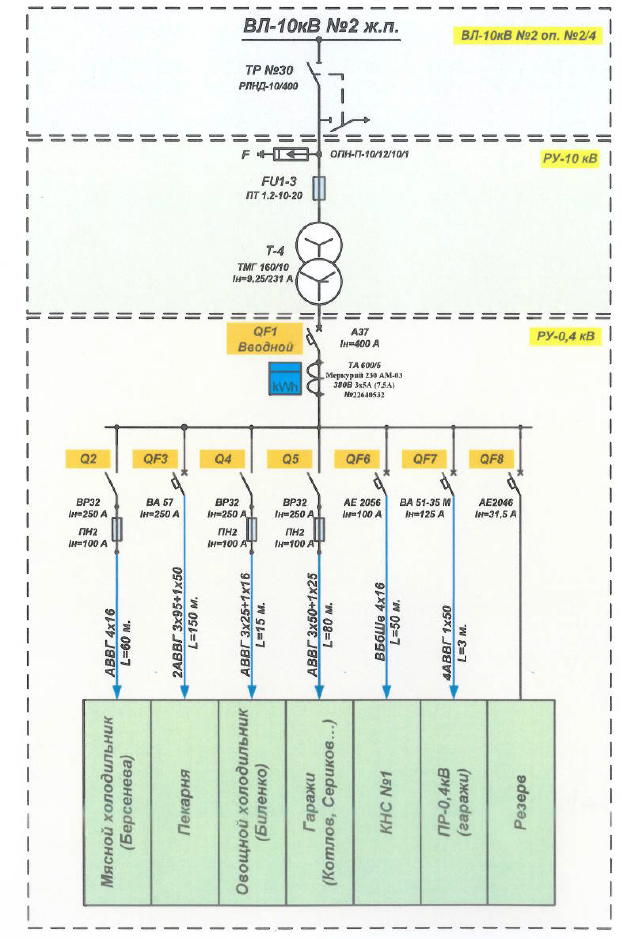 ВЛ-10кВ №2 ж.п.
ВЛ-10кВ №2 оп. №2/4
ТР №30
РЛНД-10/400
РУ-10 кВ
F
ОПН-П-10/12/10/1
FU1-3
ПТ 1.2-10-20
Т-4
ТМГ 160/10
Iн=9,25/231 А
РУ-0,4 кВ
QF1
Вводной
А37
Iн=400 А
kWh
ТА 600/5
Меркурий 230 АМ-03
380В 3х5А (7.5А)
№22640532
Q2
QF3
Q4
Q5
QF6
QF7
QF8
ВР32
Iн=250 А
ПН2
Iн=100 А
ВА 57
Iн=250 А
ВР32
Iн=250 А
ПН2
Iн=100 А
ВР32
Iн=250 А
ПН2
Iн=100 А
АЕ 2056
Iн=100 А
ВА 51-35 М
Iн=125 А
АЕ2046
Iн=31,5 А
АВВГ 4х16
L=60 м.
2АВВГ 3х95+1х50
L=150 м.
АВВГ 3х25+1х16
L=15 м.
АВВГ 3х50+1х25
L=80 м.
ВБбШв 4х16
L=50 м.
4АВВГ 1х50
L=3 м.
Мясной холодильник
(Берсенева)
Пекарня
Овощной холодильник
(Биленко)
Гаражи
(Котлов, Сериков...)
КНС №1
ПР-0,4кВ
(гаражи)
Резерв